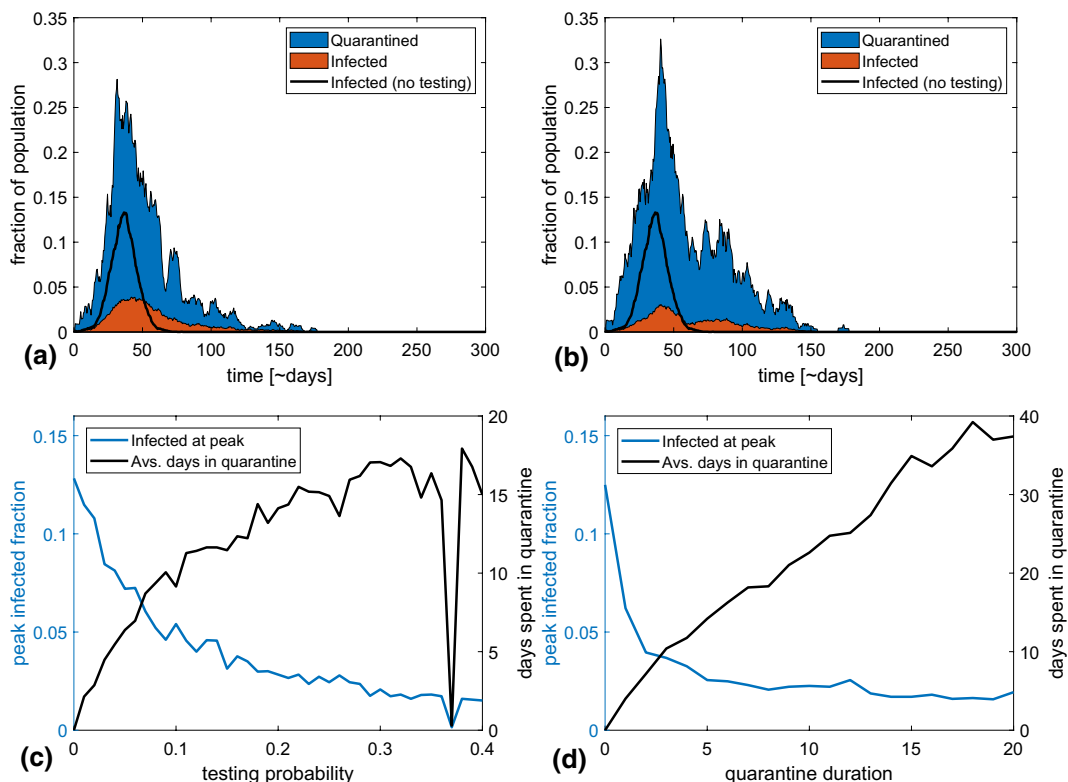 0.35
0.3
0.25
0.2
0.15
0.1
0.05
0
fraction of population
Quarantined
Infected
Infected (no testing)
0 50 100 150 200 250 300
time [~days]
(a)
0.35
0.3
0.25
0.2
0.15
0.1
0.05
0
fraction of population
Quarantined
Infected
Infected (no testing)
0 50 100 150 200 250 300
time [~days]
(b)
0.15
0.1
0.05
0
peak infected fraction
Infected at peak
Avs. days in quarantine
20
15
10
5
0
days spent in quarantine
0 0.1 0.2 0.3 0.4
testing probability
(c)
0.15
0.1
0.05
0
peak infected fraction
Infected at peak
Avs. days in quarantine
40
30
20
10
0
days spent in quarantine
0 5 10 15 20
quarantine duration
(d)